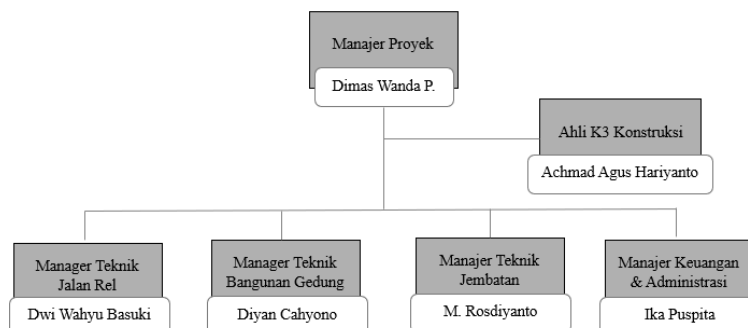 Manajer Proyek
Dimas Wanda P.
Ahli K3 Konstruksi
Achmad Agus Hariyanto
Manager Teknik
Jalan Rel
Dwi Wahyu Basuki
Manager Teknik
Bangunan Gedung
Diyan Cahyono
Manajer Teknik
Jembatan
M. Rosdiyanto
Manajer Keuangan
& Administrasi
Ika Puspita